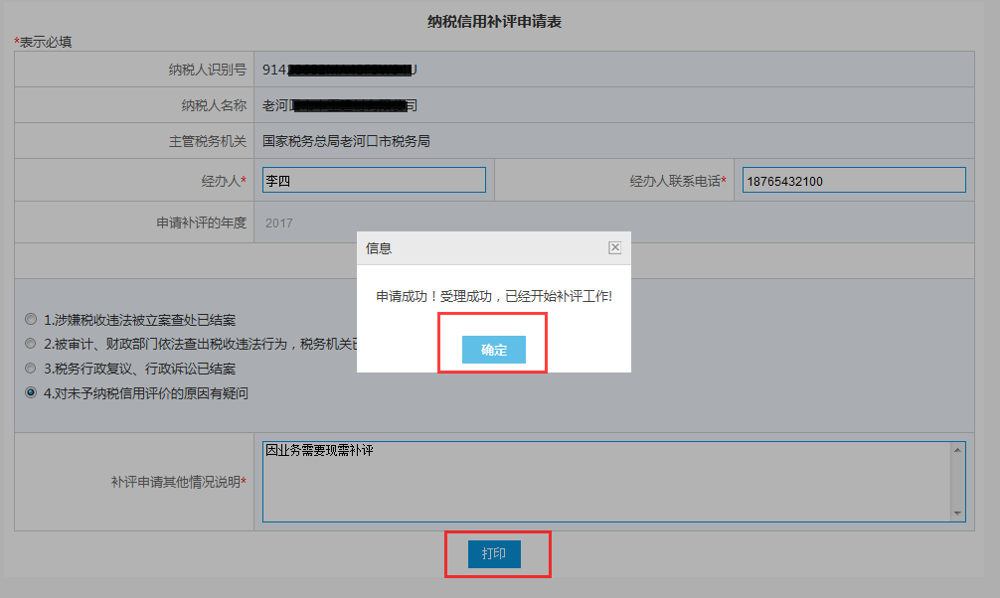 纳税信用补评申请表
*表示必填
纳税人识别号 914
纳税人名称 老河 司
主管税务机关 国家税务总局老河口市税务局
经办人* 李四 经办人联系电话* 18765432100
申请补评的年度 2017
信息
申请成功！受理成功，已经开始补评工作!
确定
1.涉嫌税收违法被立案查处已结案
2.被审计、财政部门依法查出税收违法行为，税务机关
3.税务行政复议、行政诉讼已结案
4.对未予纳税信用评价的原因有疑问
补评申请其他情况说明* 因业务需要现需补评
打印